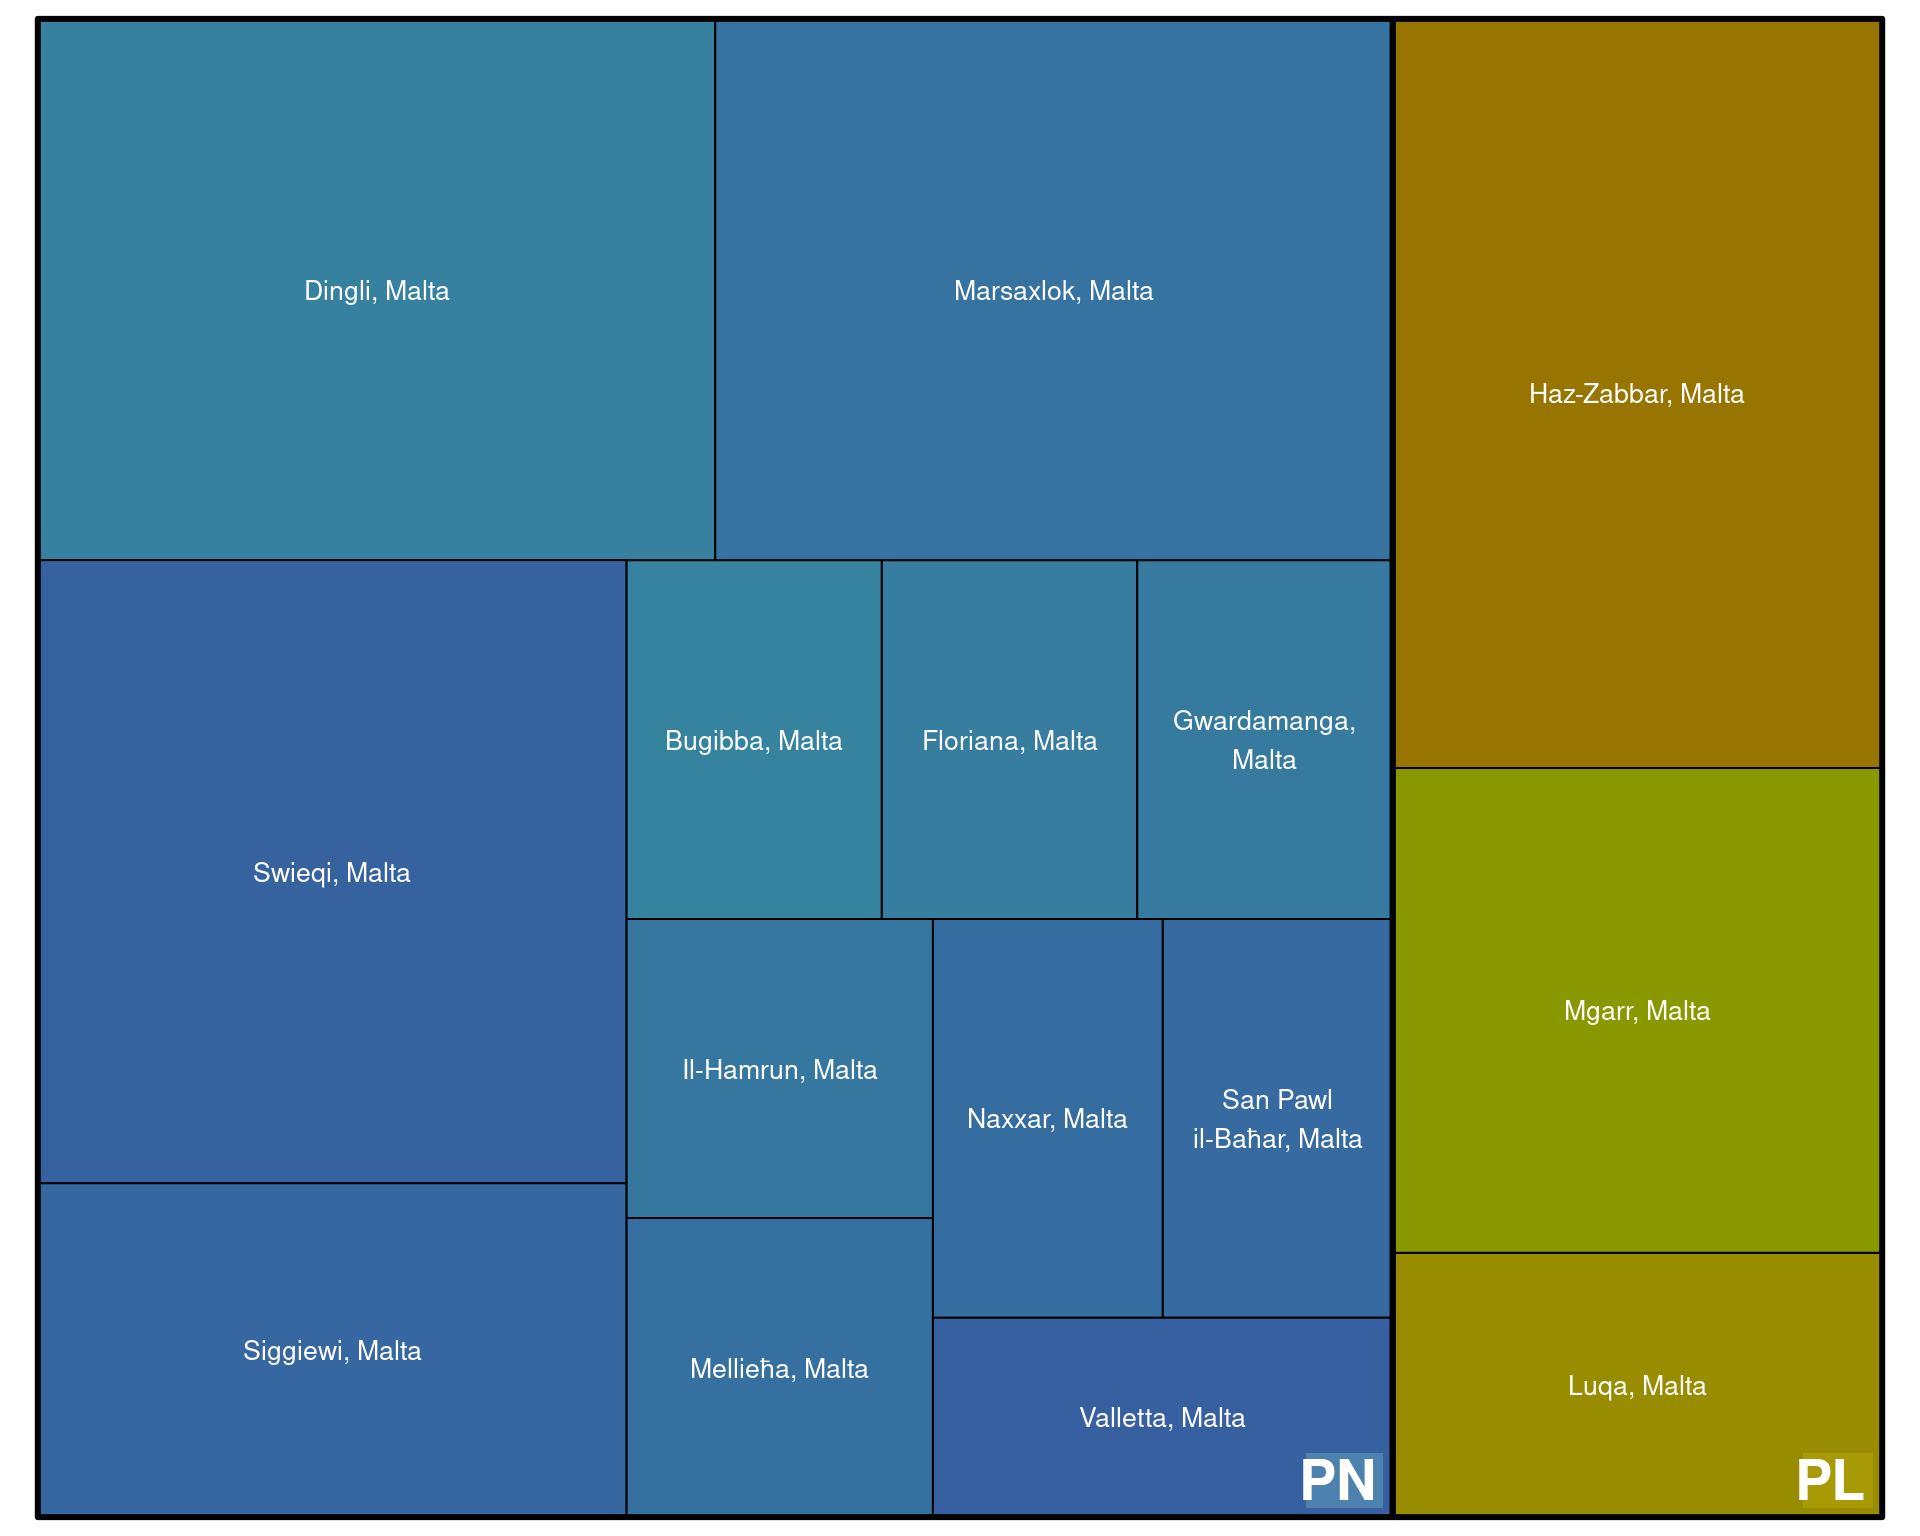 Dingli, Malta
Marsaxlok, Malta
Haz-Zabbar, Malta
Swieqi, Malta
Bugibba, Malta
Floriana, Malta
Gwardamanga,
Malta
Il-Hamrun, Malta
Naxxar, Malta
San Pawl
il-Baħar, Malta
Mgarr, Malta
Siggiewi, Malta
Mellieħa, Malta
Valletta, Malta
Luqa, Malta
PN
PL